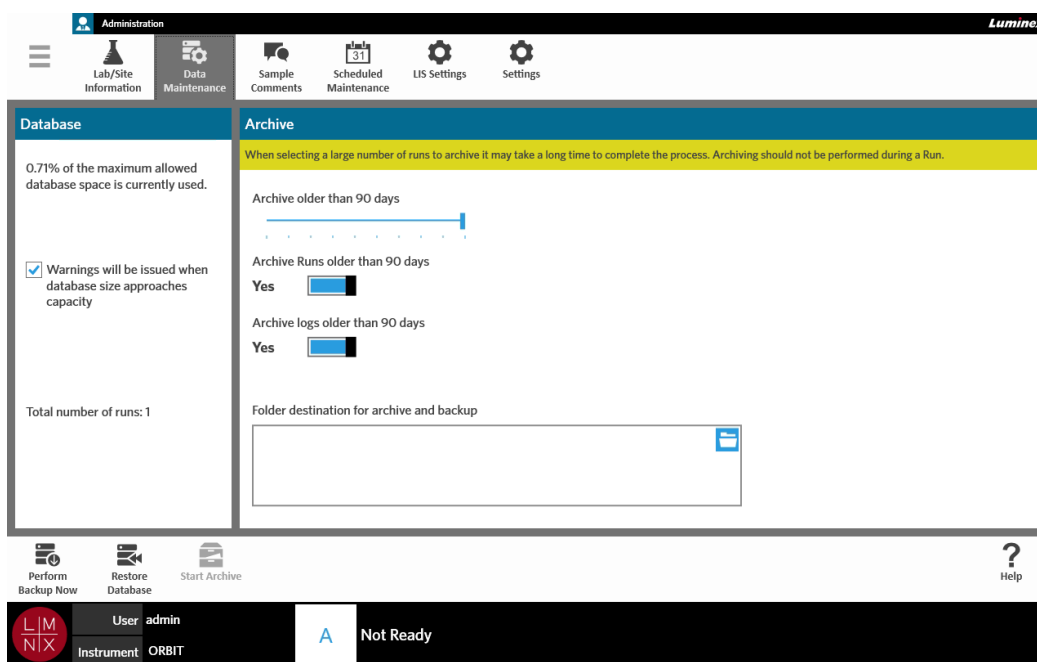 Administration
Lumine
Lab/Site
Information
Data
Maintenance
Sample
Comments
31
Scheduled
Maintenance
LIS Settings
Settings
Database
0.71% of the maximum allowed
database space is currently used.
Warnings will be issued when
database size approaches
capacity
Total number of runs: 1
Archive
When selecting a large number of runs to archive it may take a long time to complete the process. Archiving should not be performed during a Run.
Archive older than 90 days
Archive Runs older than 90 days
Yes
Archive logs older than 90 days
Yes
Folder destination for archive and backup
Perform
Backup Now
Restore
Database
Start Archive
?
Help
L M
N X
User admin
Instrument ORBIT
A
Not Ready